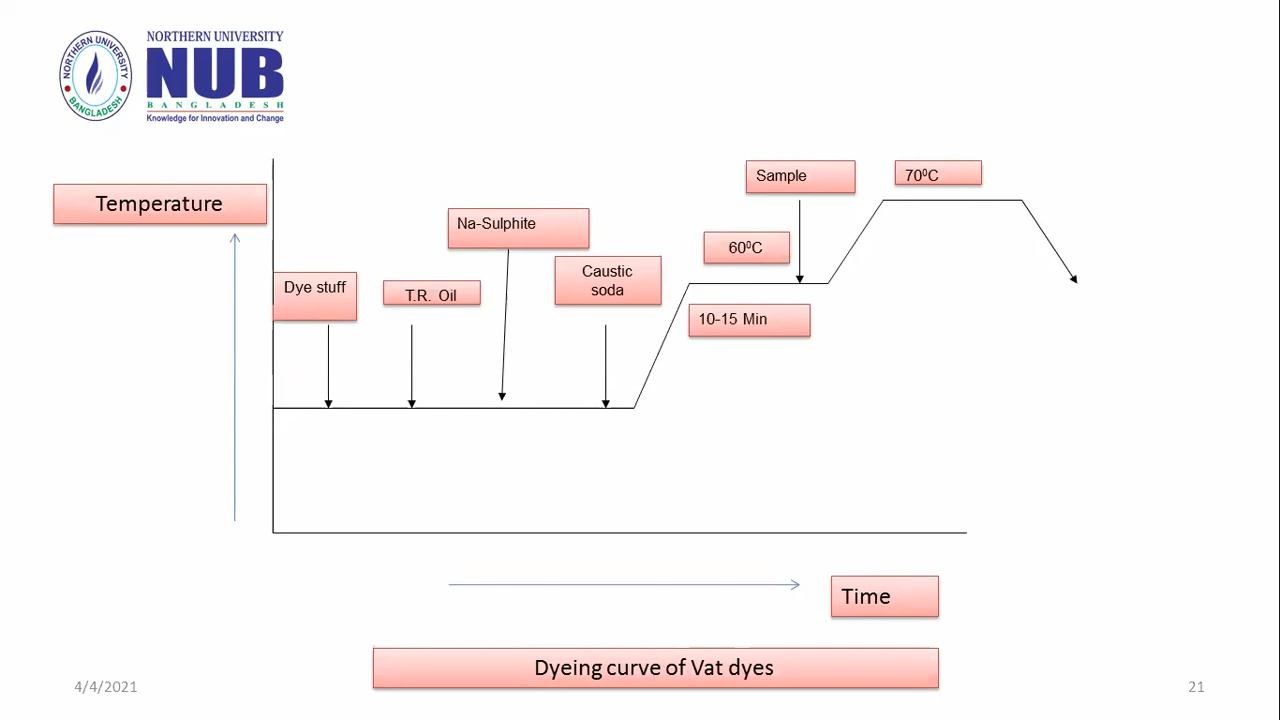 NORTHERN UNIVERSITY
BANGLADESH
NORTHERN UNIVERSITY
NUB
BANGLADESH
Knowledge for Innovation and Change
Sample
70⁰C
Temperature
Na-Sulphite
60⁰C
Dye stuff
T.R. Oil
Caustic
soda
10-15 Min
Time
Dyeing curve of Vat dyes
4/4/2021
21